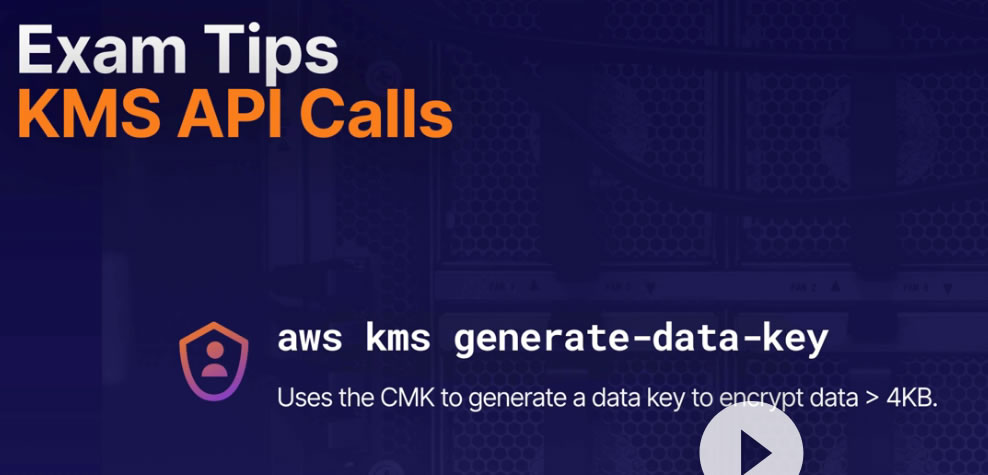 Exam Tips
KMS API Calls
aws kms generate-data-key
Uses the CMK to generate a data key to encrypt data > 4KB.